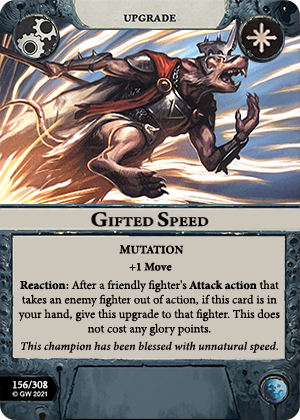 UPGRADE
GIFTED SPEED
MUTATION
+1 Move
Reaction: After a friendly fighter's Attack action that
takes an enemy fighter out of action, if this card is in
your hand, give this upgrade to that fighter. This does
not cost any glory points.
This champion has been blessed with unnatural speed.
156/308
© GW 2021